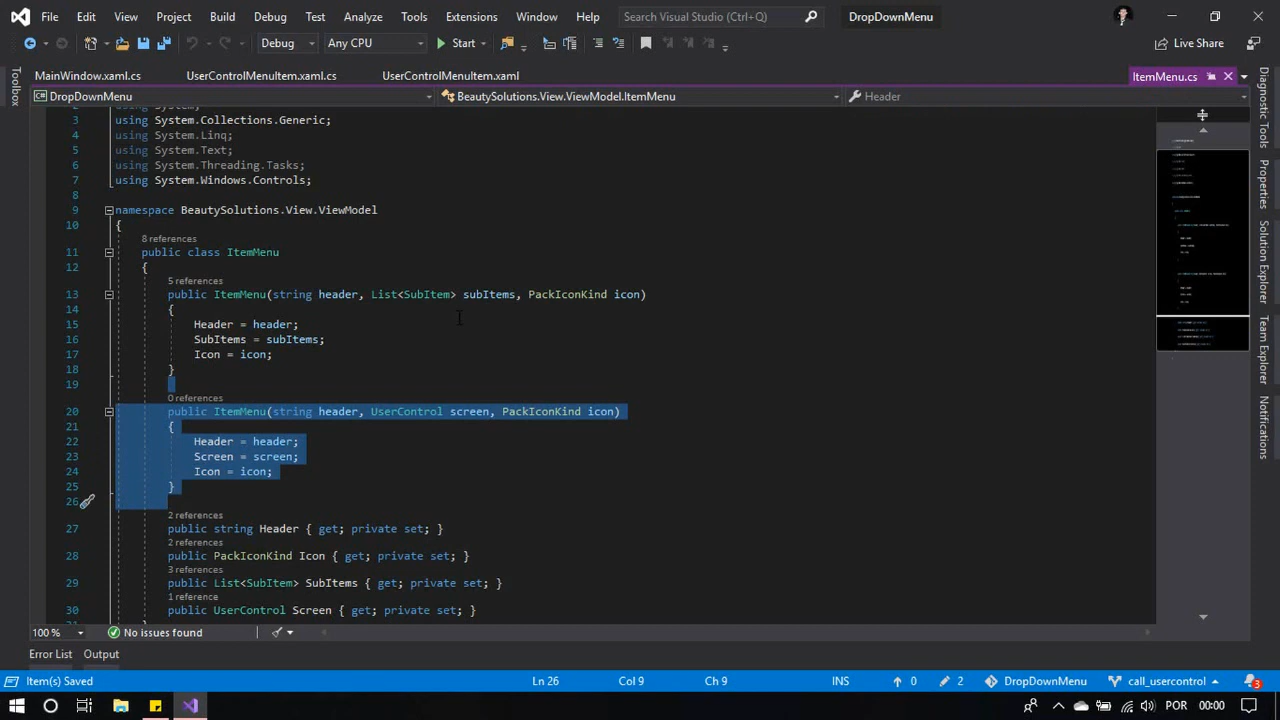 File Edit View Project Build Debug Test Analyze Tools Extensions Window Help Search Visual Studio (Ctrl+Q) DropDownMenu
Debug Any CPU Start Live Share
MainWindow.xaml.cs UserControlMenuItem.xaml.cs UserControlMenuItem.xaml ItemMenu.cs
DropDownMenu BeautySolutions.View.ViewModel.ItemMenu Header
Toolbox
3 using System.Collections.Generic;
4 using System.Linq;
5 using System.Text;
6 using System.Threading.Tasks;
7 using System.Windows.Controls;
8
9 namespace BeautySolutions.View.ViewModel
10 {
8 references
11 public class ItemMenu
12 {
5 references
13 public ItemMenu(string header, List<SubItem> subItems, PackIconKind icon)
14 {
15 Header = header;
16 SubItems = subItems;
17 Icon = icon;
18 }
19
0 references
20 public ItemMenu(string header, UserControl screen, PackIconKind icon)
21 {
22 Header = header;
23 Screen = screen;
24 Icon = icon;
25 }
26
2 references
27 public string Header { get; private set; }
2 references
28 public PackIconKind Icon { get; private set; }
3 references
29 public List<SubItem> SubItems { get; private set; }
1 reference
30 public UserControl Screen { get; private set; }
Diagnostic Tools
Properties
Solution Explorer
Team Explorer
Notifications
100 % No issues found
Error List Output
Item(s) Saved Ln 26 Col 9 Ch 9 INS 0 2 DropDownMenu call_usercontrol 3
POR 00:00